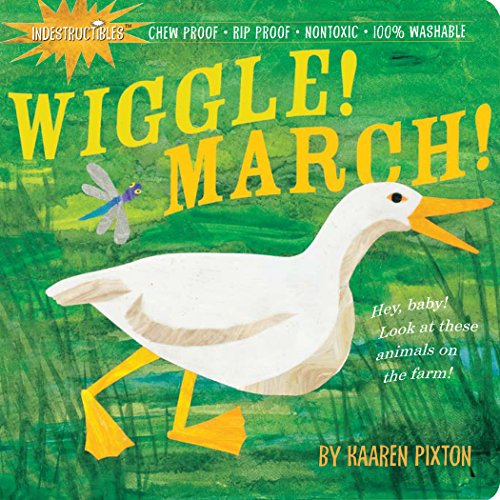 INDESTRUCTIBLES™ CHEW PROOF • RIP PROOF • NONTOXIC • 100% WASHABLE
WIGGLE!
MARCH!
Hey, baby!
Look at these
animals on
the farm!
BY KAAREN PIXTON